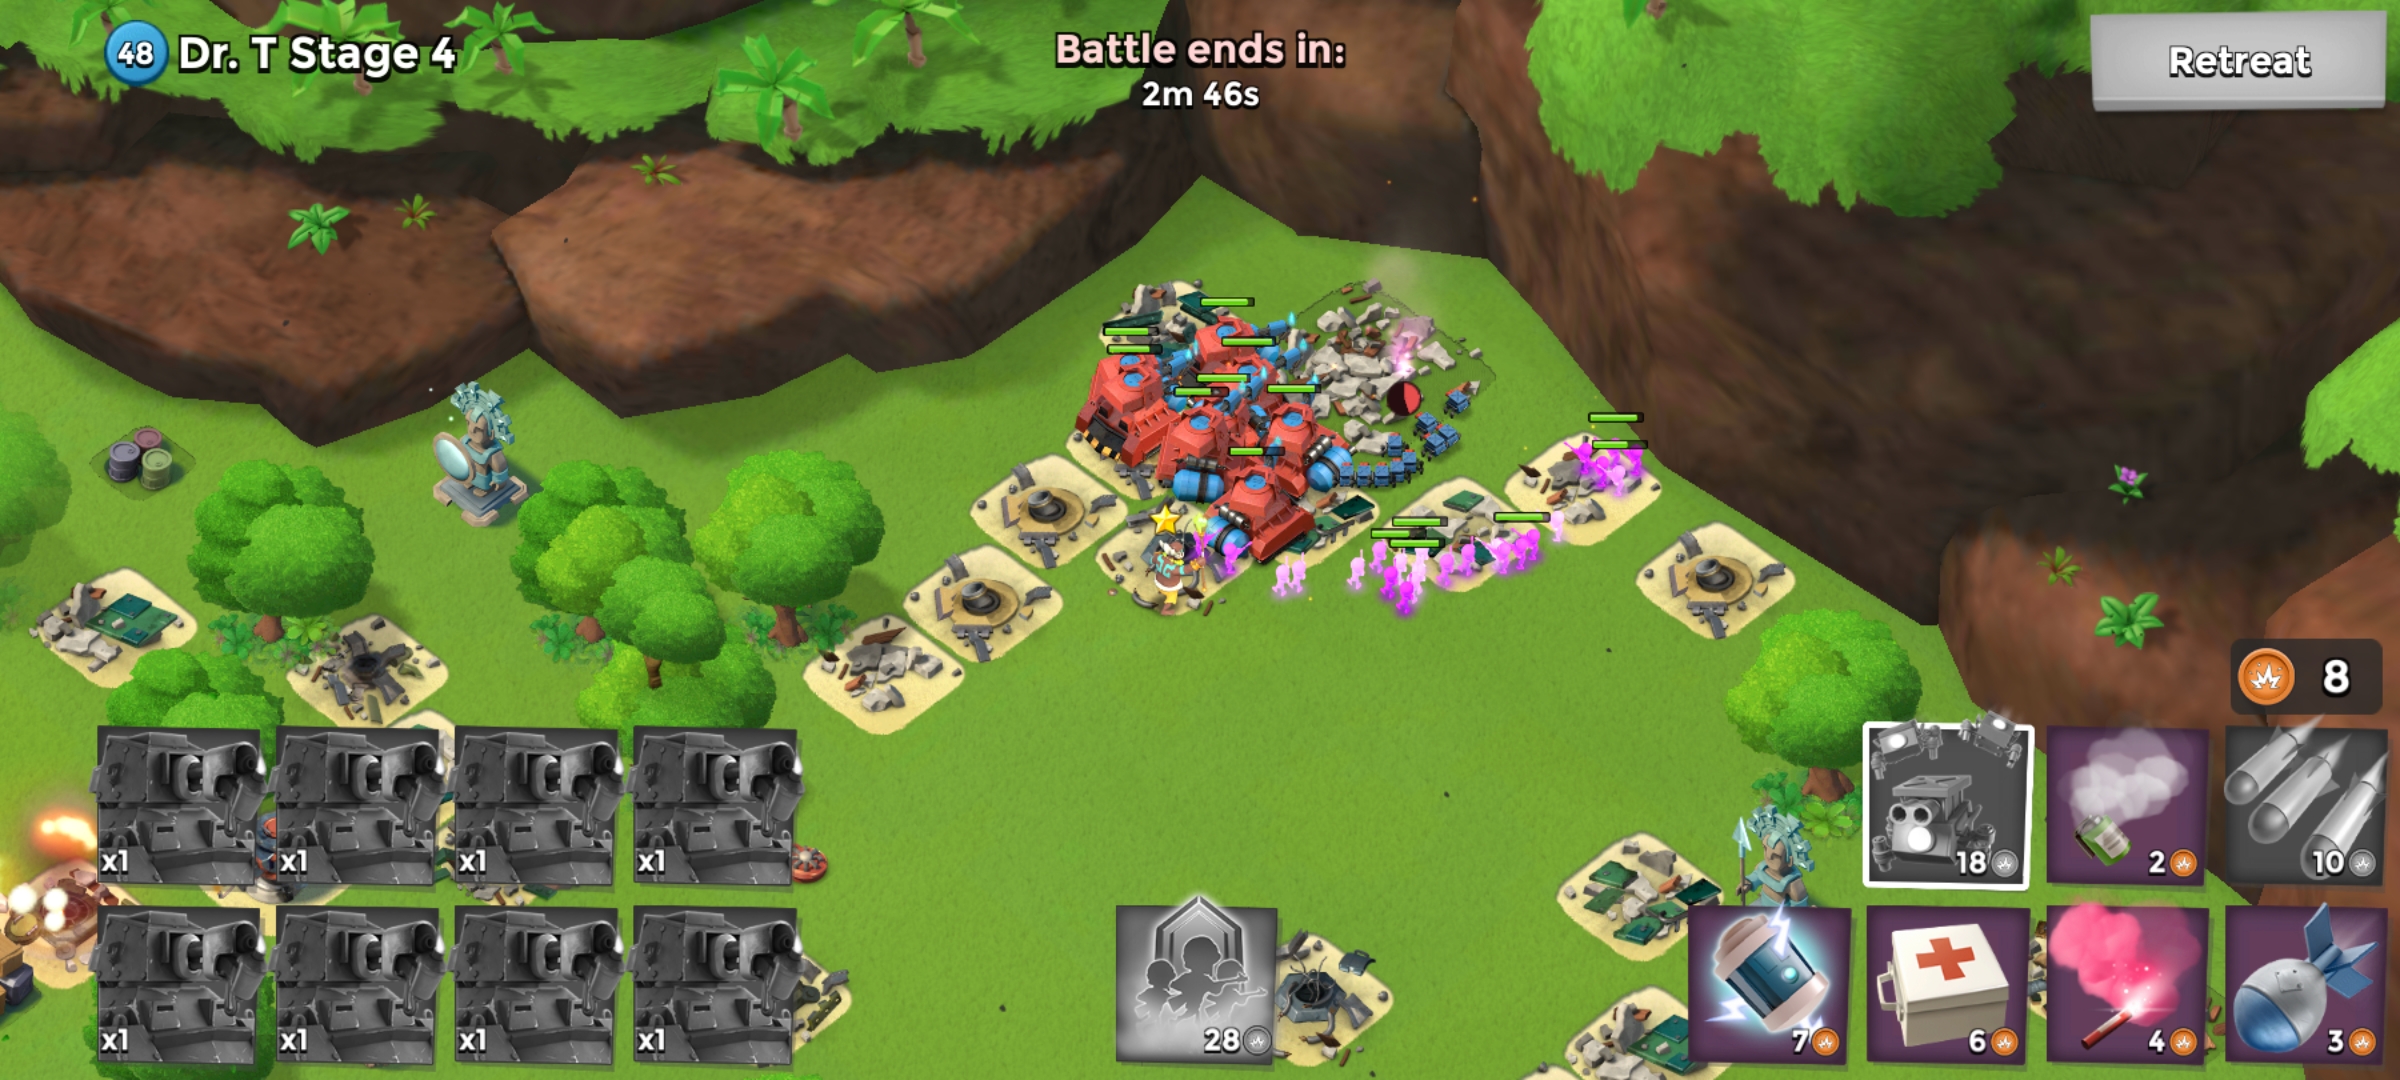 48 Dr. T Stage 4
Battle ends in:
2m 46s
Retreat
8
x1 x1 x1 x1
18 2 10
x1 x1 x1 x1
28 7 6 4 3